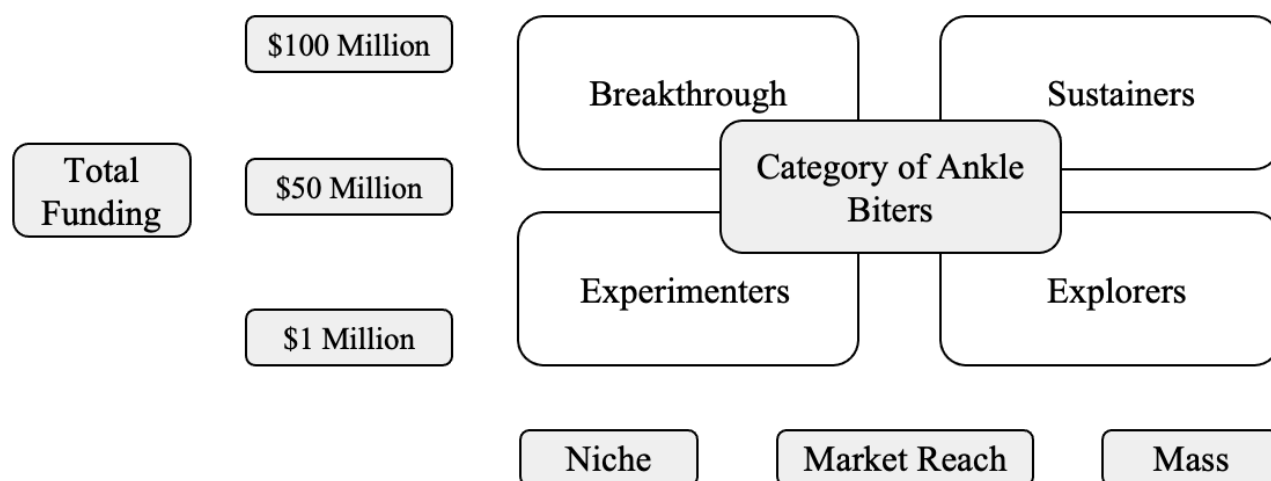 $100 Million
Breakthrough
Sustainers
Total
Funding
$50 Million
Category of Ankle
Biters
Experimenters
Explorers
$1 Million
Niche
Market Reach
Mass